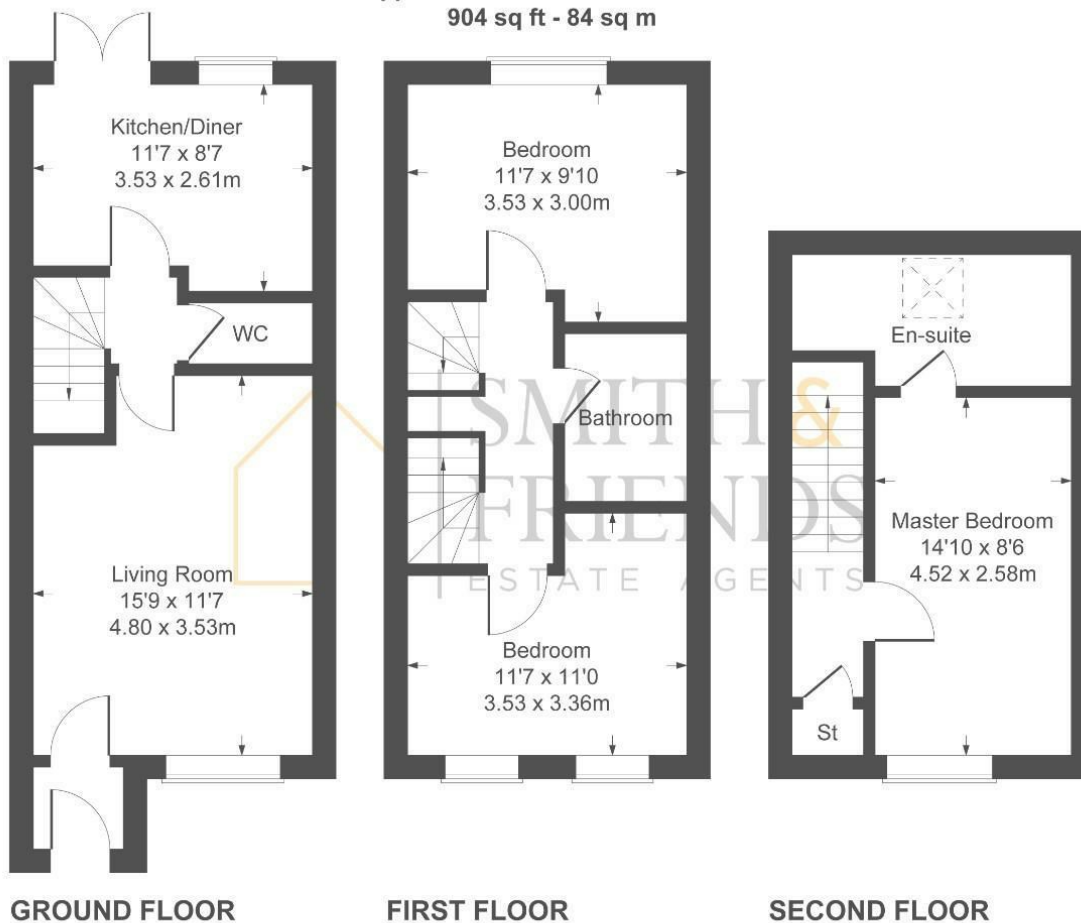 904 sq ft - 84 sq m
Kitchen/Diner
11'7 x 8'7
3.53 x 2.61m
WC
Living Room
15'9 x 11'7
4.80 x 3.53m
GROUND FLOOR
Bedroom
11'7 x 9'10
3.53 x 3.00m
Bathroom
Bedroom
11'7 x 11'0
3.53 x 3.36m
FIRST FLOOR
En-suite
Master Bedroom
14'10 x 8'6
4.52 x 2.58m
St
SECOND FLOOR
SMITH &
FRIENDS
ESTATE AGENTS